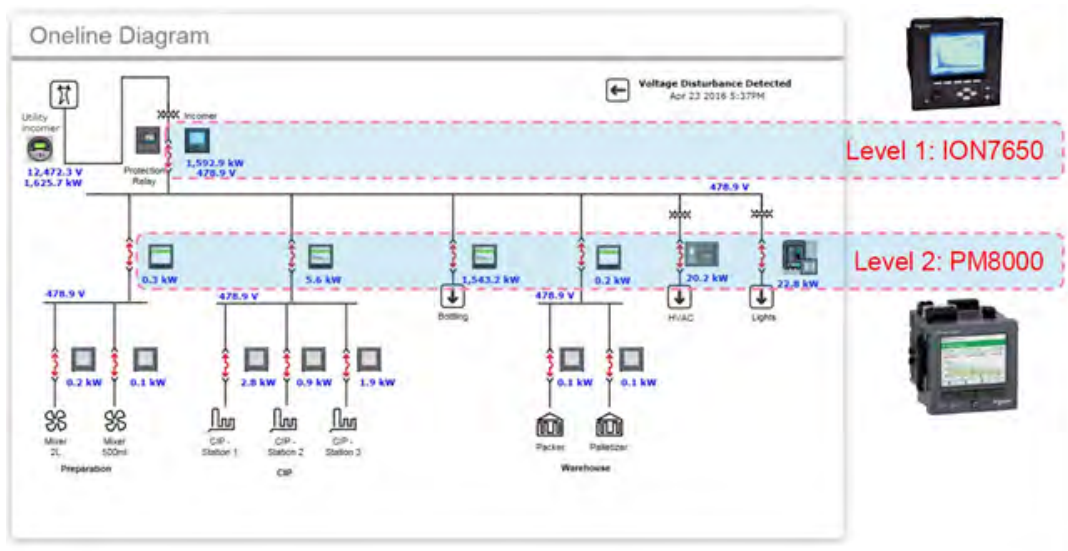 Oneline Diagram
Voltage Disturbance Detected
Apr 23 2016 5:37PM
Utility
incomer
Incomer
Level 1: ION7650
1,592.9 kW
478.9 V
12,472.3 V
1,625.7 kW
Protection
Relay
478.9 V
Level 2: PM8000
0.3 kW
5.6 kW
1,543.2 kW
0.2 kW
20.2 kW
22.8 kW
478.9 V
478.9 V
478.9 V
Bottling
HVAC
Lights
0.2 kW
0.1 kW
2.8 kW
0.9 kW
1.9 kW
0.1 kW
0.1 kW
Mixer
2L
Mixer
500ml
CIP -
Station 1
CIP -
Station 2
CIP -
Station 3
Packer
Palletizer
Preparation
CIP
Warehouse